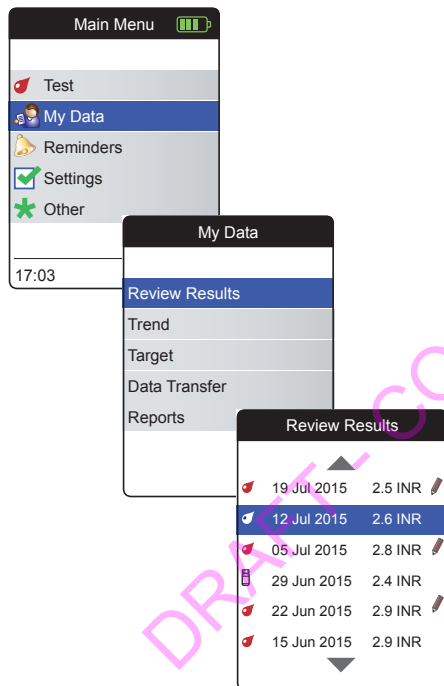 Main Menu
Test
My Data
Reminders
Settings
Other
17:03
My Data
Review Results
Trend
Target
Data Transfer
Reports
Review Results
19 Jul 2015 2.5 INR
12 Jul 2015 2.6 INR
05 Jul 2015 2.8 INR
29 Jun 2015 2.4 INR
22 Jun 2015 2.9 INR
15 Jun 2015 2.9 INR
DRAFT - CO